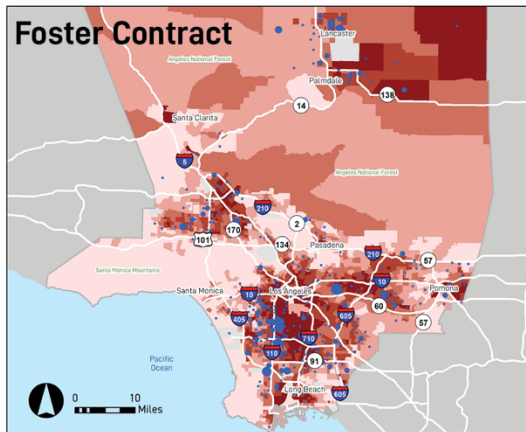 Foster Contract
Lancaster
Angeles National Forest
Palmdale
138
14
Santa Clarita
5
Angeles National Forest
210
2
170
101
134
Pasadena
210
57
Santa Monica Mountains
10
Santa Monica
Los Angeles
10
Pomona
60
405
605
57
710
110
91
Pacific
Ocean
Long Beach
605
0
10
Miles